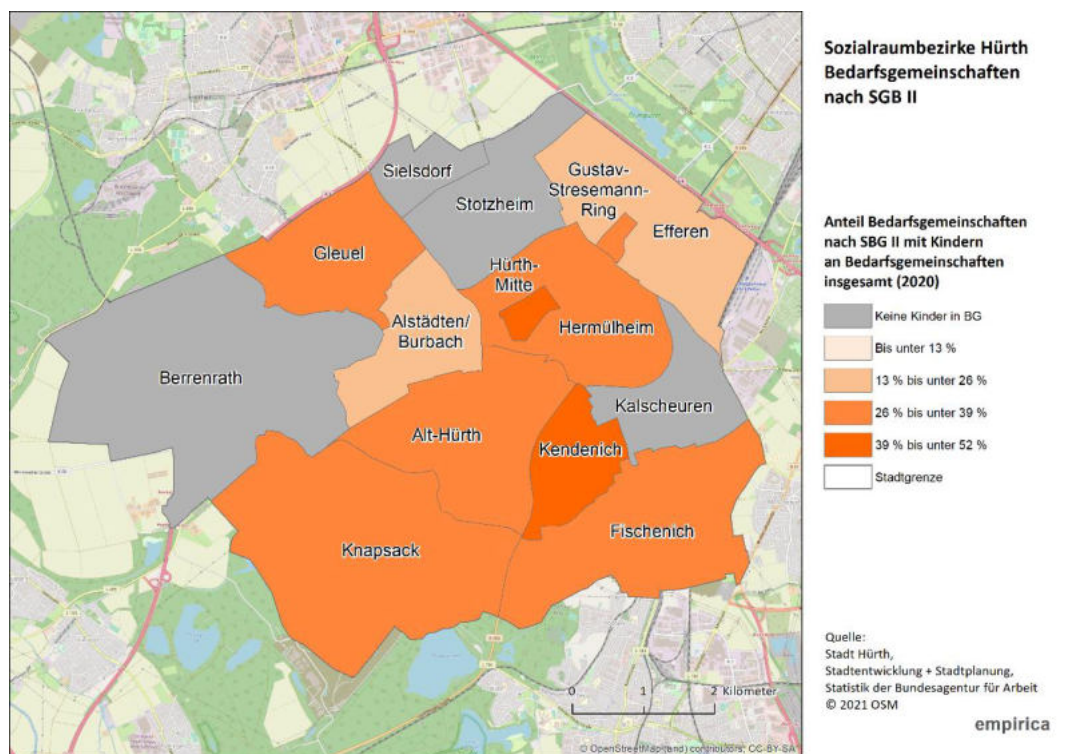 Sozialraumbezirke Hürth
Bedarfsgemeinschaften
nach SGB II
Anteil Bedarfsgemeinschaften
nach SBG II mit Kindern
an Bedarfsgemeinschaften
insgesamt (2020)
Keine Kinder in BG
Bis unter 13 %
13 % bis unter 26 %
26 % bis unter 39 %
39 % bis unter 52 %
Stadtgrenze
Sielsdorf
Stotzheim
Gustav-
Stresemann-
Ring
Efferen
Gleuel
Hürth-
Mitte
Alstädten/
Burbach
Hermülheim
Berrenrath
Kalscheuren
Alt-Hürth
Kendenich
Knapsack
Fischenich
0 1 2 Kilometer
© OpenStreetMap (and) contributors, CC-BY-SA
Quelle:
Stadt Hürth,
Stadtentwicklung + Stadtplanung,
Statistik der Bundesagentur für Arbeit
© 2021 OSM
empirica